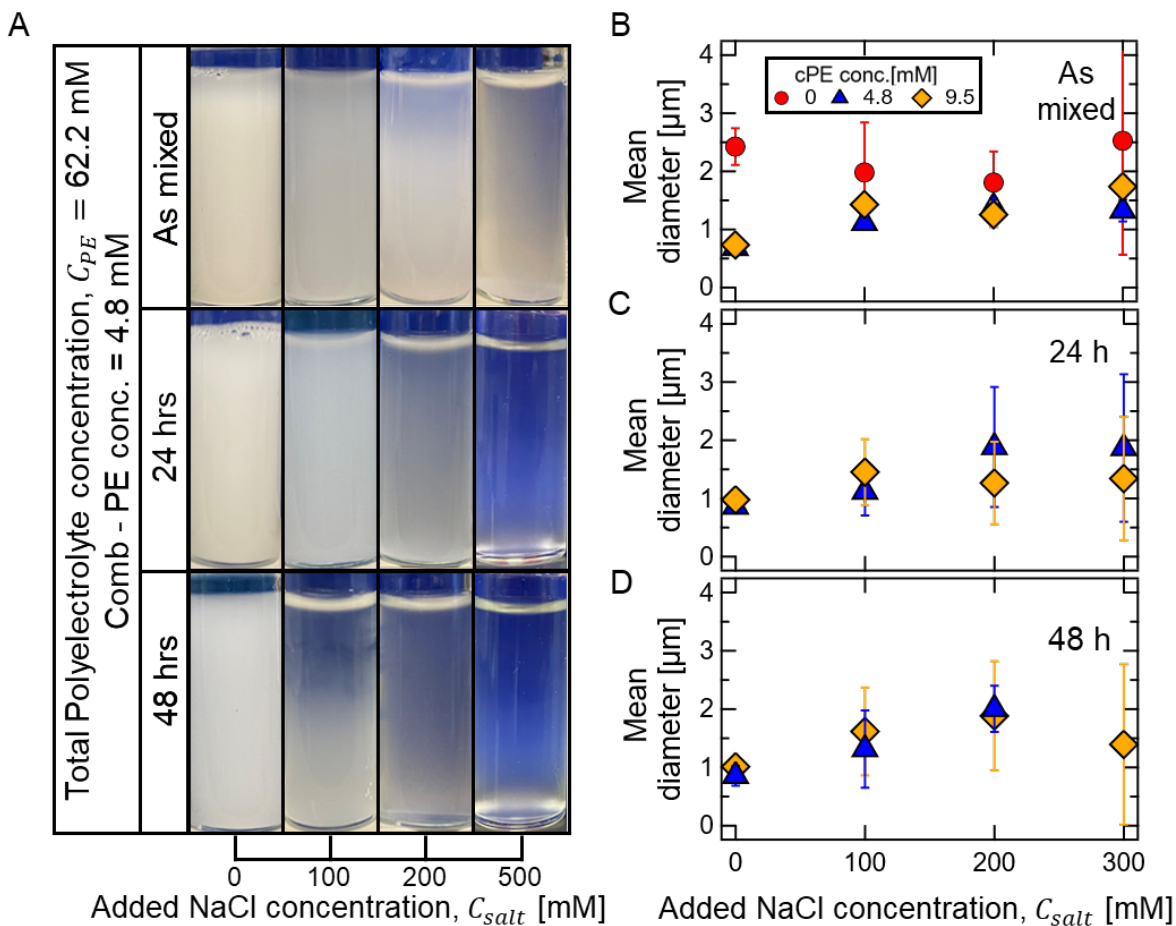 A
Total Polyelectrolyte concentration, C_PE = 62.2 mM
Comb - PE conc. = 4.8 mM
As mixed
24 hrs
48 hrs
0 100 200 500
Added NaCl concentration, C_salt [mM]
B
4
3
2
1
0
Mean
diameter [µm]
cPE conc.[mM]
0 4.8 9.5
As
mixed
C
4
3
2
1
0
Mean
diameter [µm]
24 h
D
4
3
2
1
0
Mean
diameter [µm]
48 h
0 100 200 300
Added NaCl concentration, C_salt [mM]